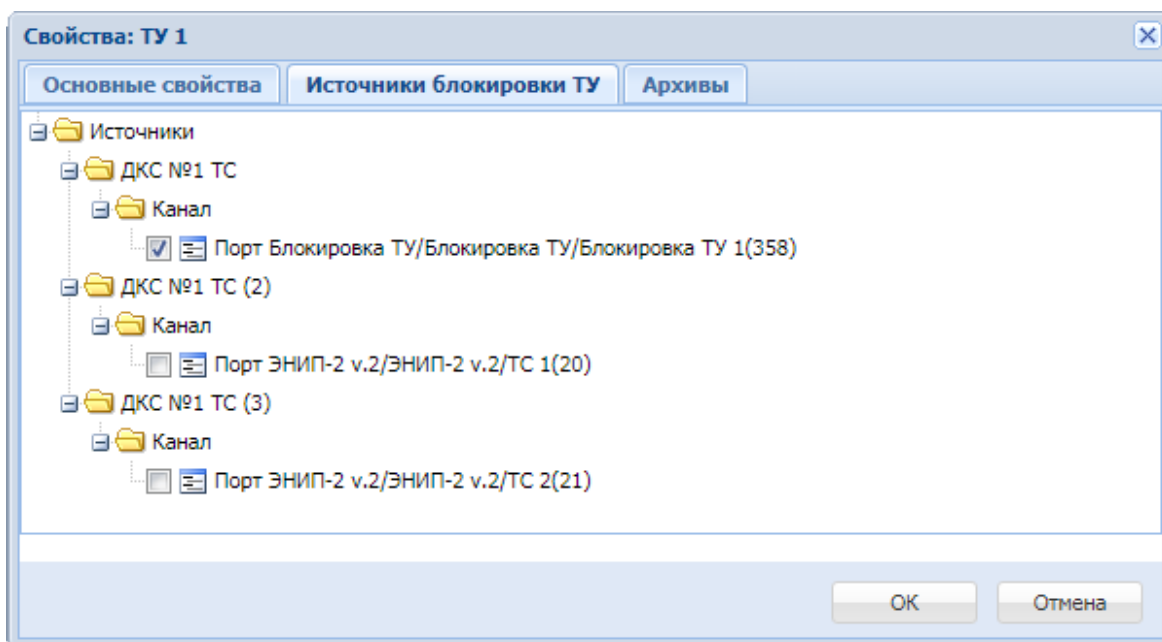 Свойства: ТУ 1
Основные свойства Источники блокировки ТУ Архивы
Источники
ДКС №1 ТС
Канал
Порт Блокировка ТУ/Блокировка ТУ/Блокировка ТУ 1(358)
ДКС №1 ТС (2)
Канал
Порт ЭНИП-2 v.2/ЭНИП-2 v.2/ТС 1(20)
ДКС №1 ТС (3)
Канал
Порт ЭНИП-2 v.2/ЭНИП-2 v.2/ТС 2(21)
ОК Отмена